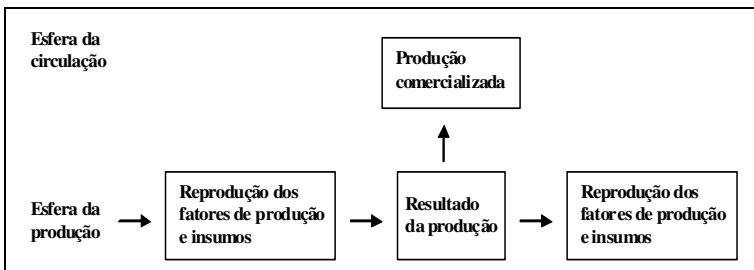 Esfera da
circulação
Produção
comercializada
Esfera da
produção
Reprodução dos
fatores de produção
e insumos
Resultado
da produção
Reprodução dos
fatores de produção
e insumos